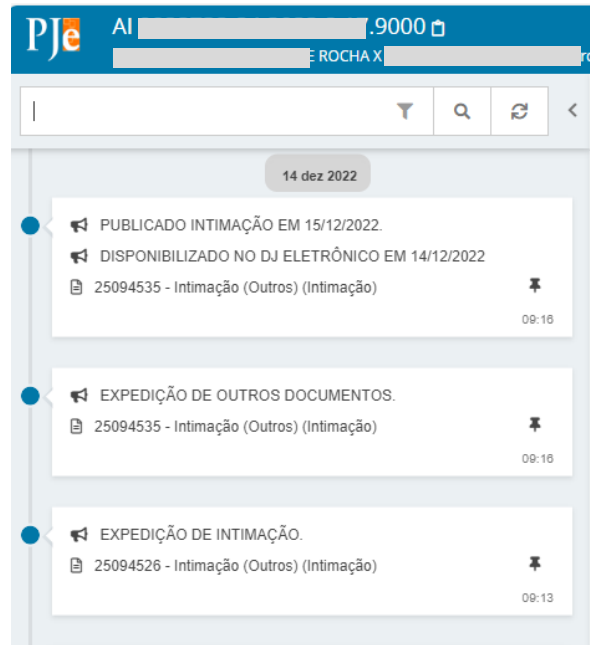 PJe
AI .9000
E ROCHA X
14 dez 2022
PUBLICADO INTIMAÇÃO EM 15/12/2022.
DISPONIBILIZADO NO DJ ELETRÔNICO EM 14/12/2022
25094535 - Intimação (Outros) (Intimação)
09:16
EXPEDIÇÃO DE OUTROS DOCUMENTOS.
25094535 - Intimação (Outros) (Intimação)
09:16
EXPEDIÇÃO DE INTIMAÇÃO.
25094526 - Intimação (Outros) (Intimação)
09:13